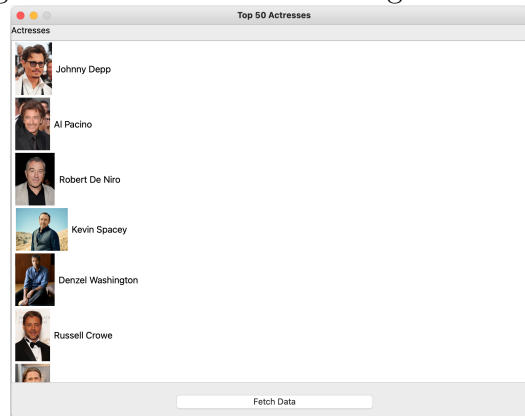 Top 50 Actresses
Actresses
Johnny Depp
Al Pacino
Robert De Niro
Kevin Spacey
Denzel Washington
Russell Crowe
Fetch Data